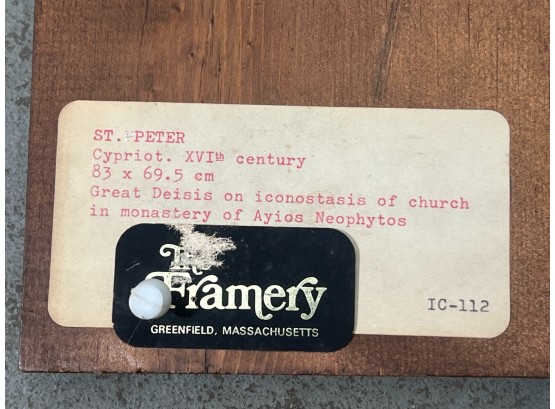 ST. PETER
Cypriot. XVIth century
83 x 69.5 cm
Great Deisis on iconostasis of church
in monastery of Ayios Neophytos
The
Framery
GREENFIELD, MASSACHUSETTS
IC-112